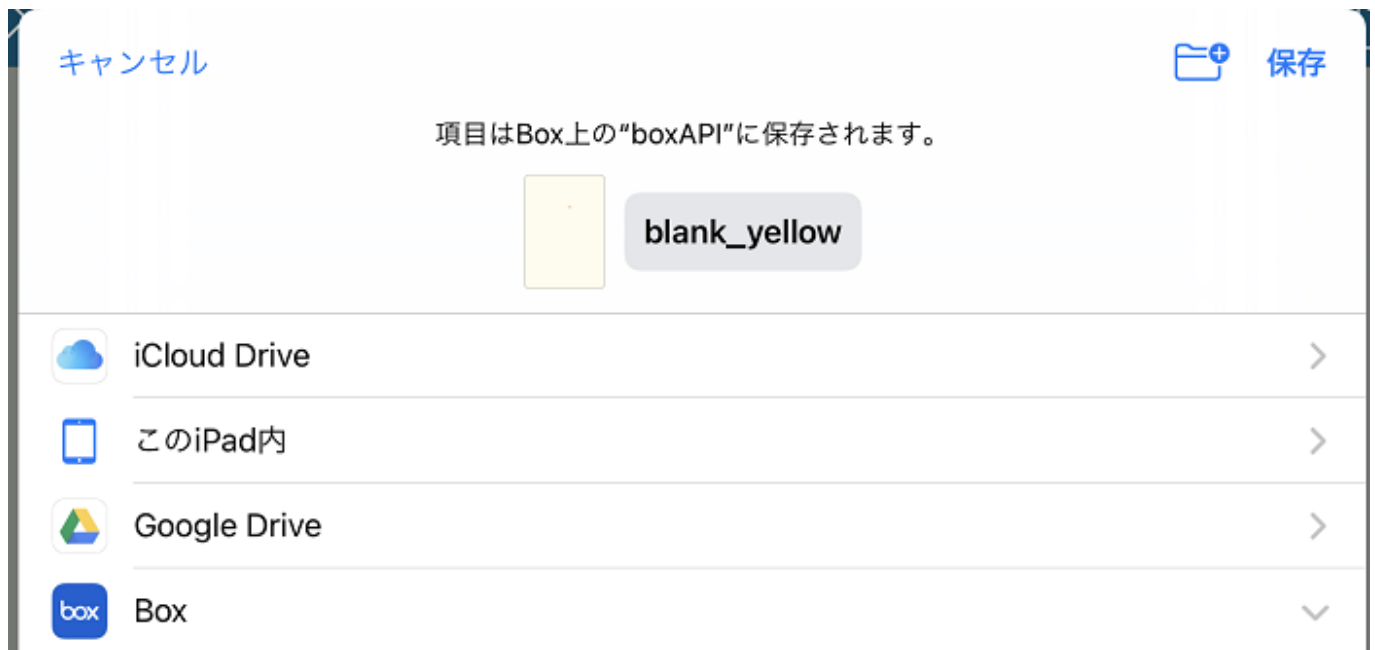 キャンセル
保存
項目はBox上の“boxAPI”に保存されます。
blank_yellow
iCloud Drive
このiPad内
Google Drive
box
Box